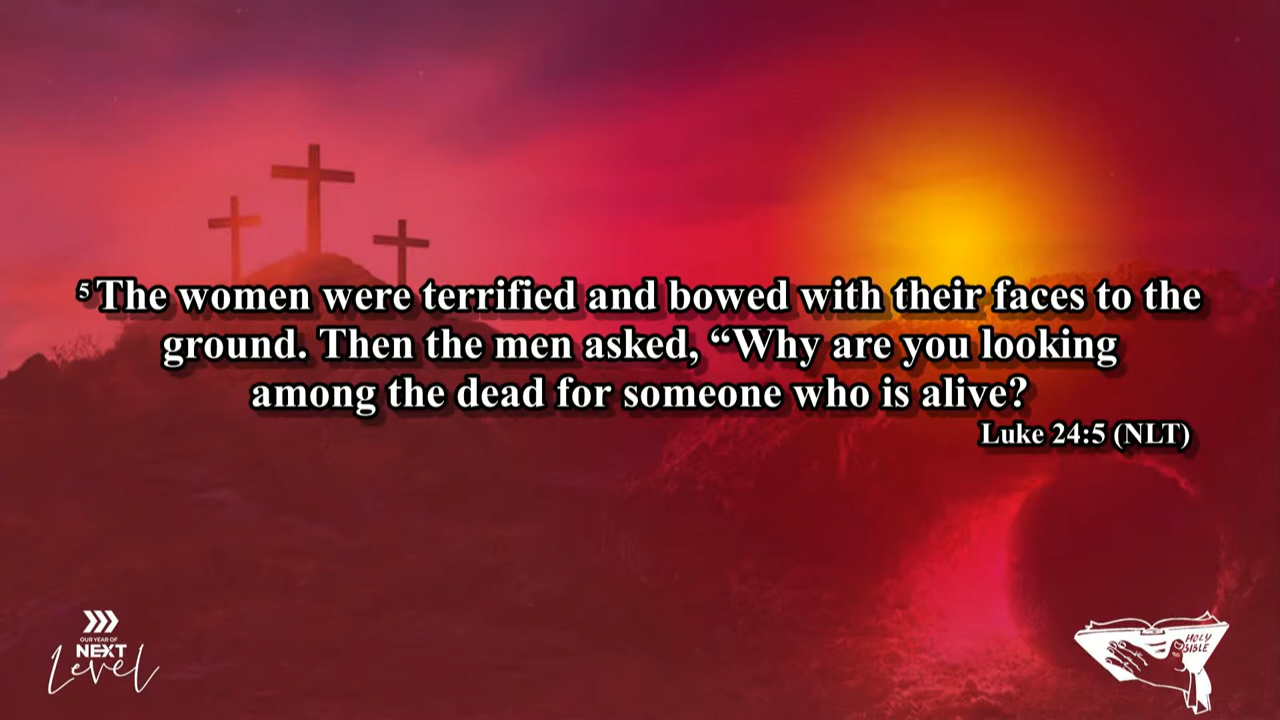 5 The women were terrified and bowed with their faces to the
ground. Then the men asked, “Why are you looking
among the dead for someone who is alive?
Luke 24:5 (NLT)
OUR YEAR OF
NEXT
Level
HOLY
BIBLE